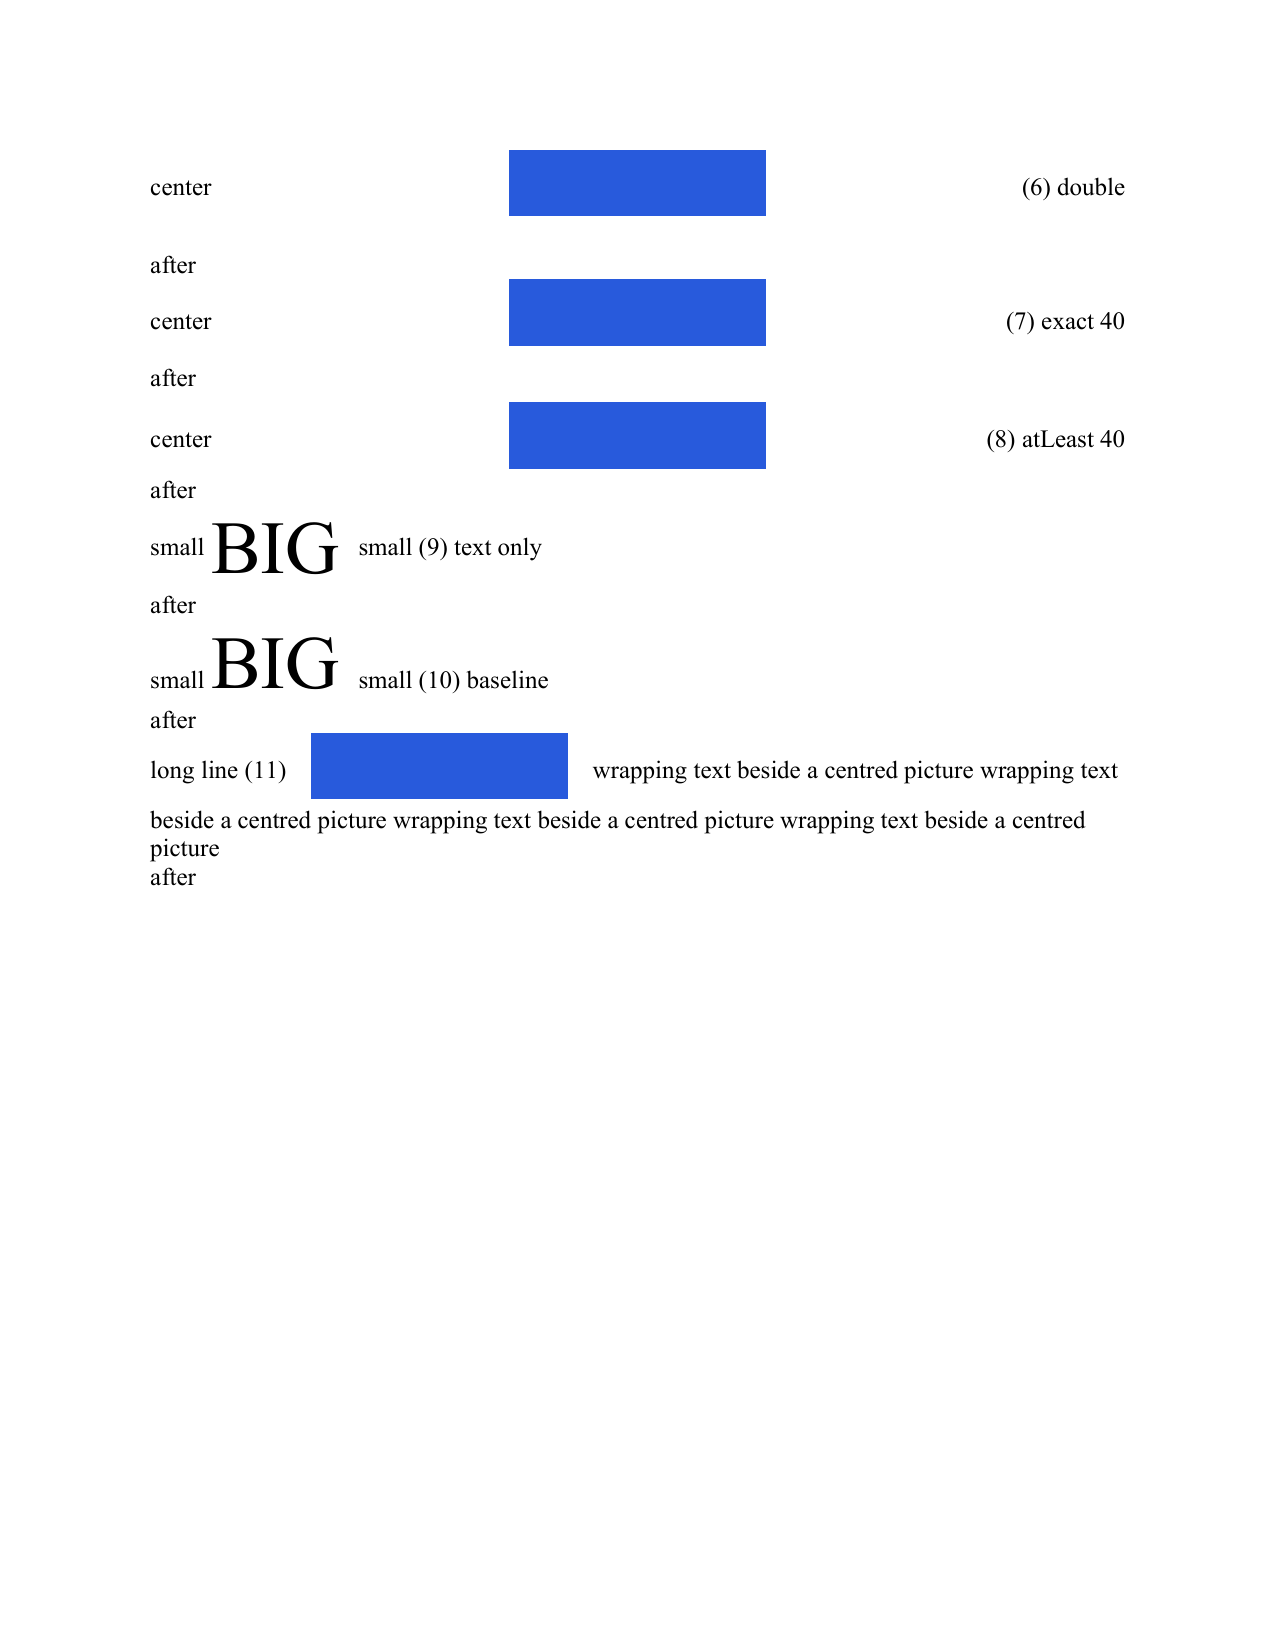 center (6) double
after
center (7) exact 40
after
center (8) atLeast 40
after
small BIG small (9) text only
after
small BIG small (10) baseline
after
long line (11) wrapping text beside a centred picture wrapping text
beside a centred picture wrapping text beside a centred picture wrapping text beside a centred
picture
after